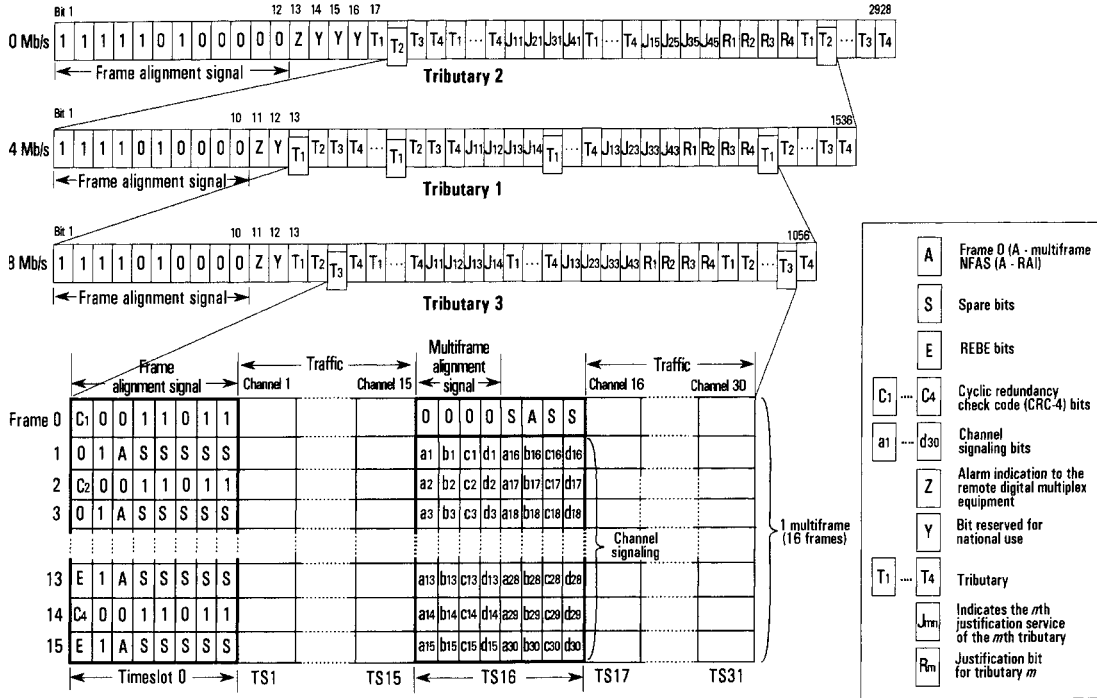 Bit 1 12 13 14 15 16 17 2928
0 Mb/s 1 1 1 1 1 0 1 0 0 0 0 0 Z Y Y Y T1 T2 T3 T4 T1 ··· T4 J11 J21 J31 J41 T1 ··· T4 J15 J25 J35 J45 R1 R2 R3 R4 T1 T2 ··· T3 T4
Frame alignment signal
Tributary 2
Bit 1 10 11 12 13 1536
4 Mb/s 1 1 1 1 0 1 0 0 0 0 Z Y T1 T2 T3 T4 ··· T1 T2 T3 T4 J11 J12 J13 J14 T1 ··· T4 J13 J23 J33 J43 R1 R2 R3 R4 T1 T2 ··· T3 T4
Frame alignment signal
Tributary 1
10 11 12 13 1056
8 Mb/s 1 1 1 1 0 1 0 0 0 0 Z Y T1 T2 T3 T4 T1 ··· T4 J11 J12 J13 J14 T1 ··· T4 J13 J23 J33 J43 R1 R2 R3 R4 T1 T2 ··· T3 T4
Frame alignment signal
Tributary 3
Frame alignment signal
Traffic
Channel 1 Channel 15
Multiframe alignment signal
Traffic
Channel 16 Channel 30
Frame 0 C1 0 0 1 1 0 1 1 0 0 0 0 S A S S
1 0 1 A S S S S S a1 b1 c1 d1 a16 b16 c16 d16
2 C2 0 0 1 1 0 1 1 a2 b2 c2 d2 a17 b17 c17 d17
3 0 1 A S S S S S a3 b3 c3 d3 a18 b18 c18 d18
13 E 1 A S S S S S a13 b13 c13 d13 a28 b28 c28 d28
14 C4 0 0 1 1 0 1 1 a14 b14 c14 d14 a29 b29 c29 d29
15 E 1 A S S S S S a15 b15 c15 d15 a30 b30 c30 d30
Channel signaling
1 multiframe (16 frames)
Timeslot 0 TS1 TS15 TS16 TS17 TS31
A Frame 0 (A - multiframe
NFAS (A - RAI)
S Spare bits
E REBE bits
C1 ···· C4 Cyclic redundancy
check code (CRC-4) bits
a1 ··· d30 Channel
signaling bits
Z Alarm indication to the
remote digital multiplex
equipment
Y Bit reserved for
national use
T1 ···· T4 Tributary
Jmn Indicates the nth
justification service
of the mth tributary
Rm Justification bit
for tributary m